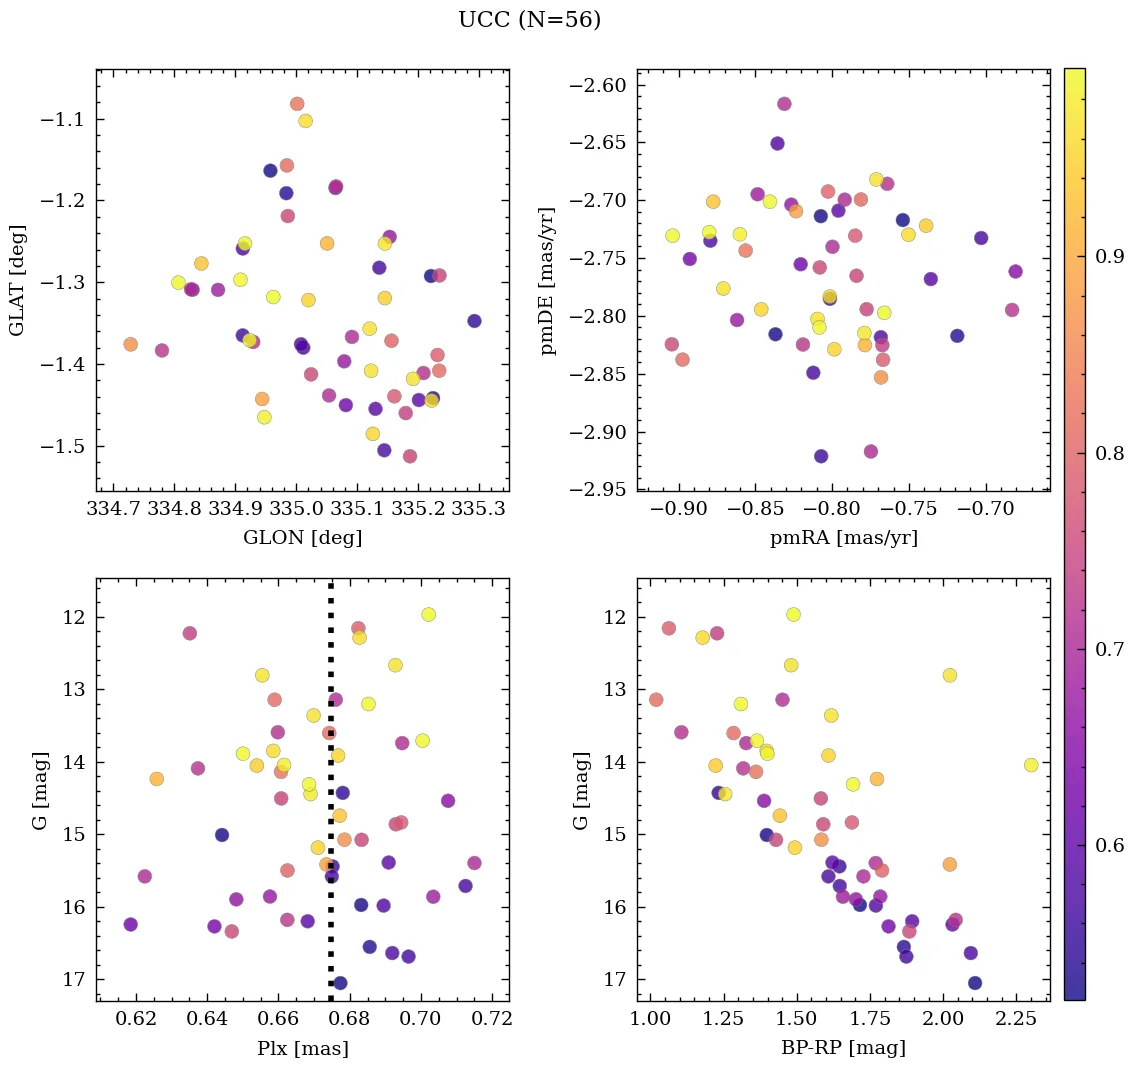 UCC (N=56)
−1.1
−1.2
−1.3
−1.4
−1.5
GLAT [deg]
334.7 334.8 334.9 335.0 335.1 335.2 335.3
GLON [deg]
−2.60
−2.65
−2.70
−2.75
−2.80
−2.85
−2.90
−2.95
pmDE [mas/yr]
−0.90 −0.85 −0.80 −0.75 −0.70
pmRA [mas/yr]
0.9
0.8
0.7
0.6
12
13
14
15
16
17
G [mag]
0.62 0.64 0.66 0.68 0.70 0.72
Plx [mas]
12
13
14
15
16
17
G [mag]
1.00 1.25 1.50 1.75 2.00 2.25
BP-RP [mag]